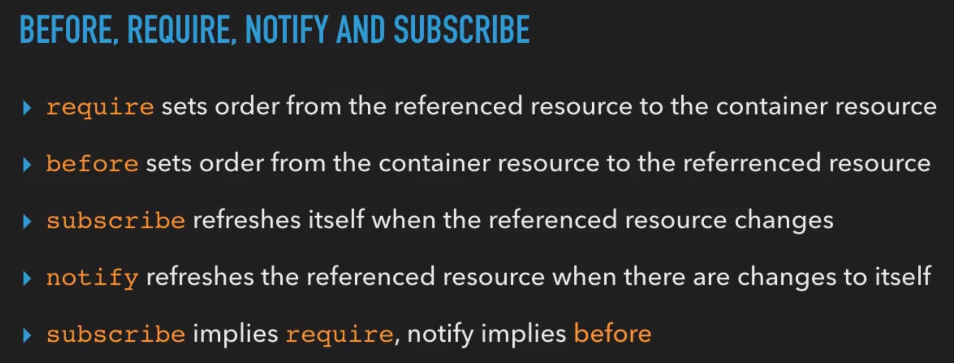 BEFORE, REQUIRE, NOTIFY AND SUBSCRIBE
require sets order from the referenced resource to the container resource
before sets order from the container resource to the referrenced resource
subscribe refreshes itself when the referenced resource changes
notify refreshes the referenced resource when there are changes to itself
subscribe implies require, notify implies before